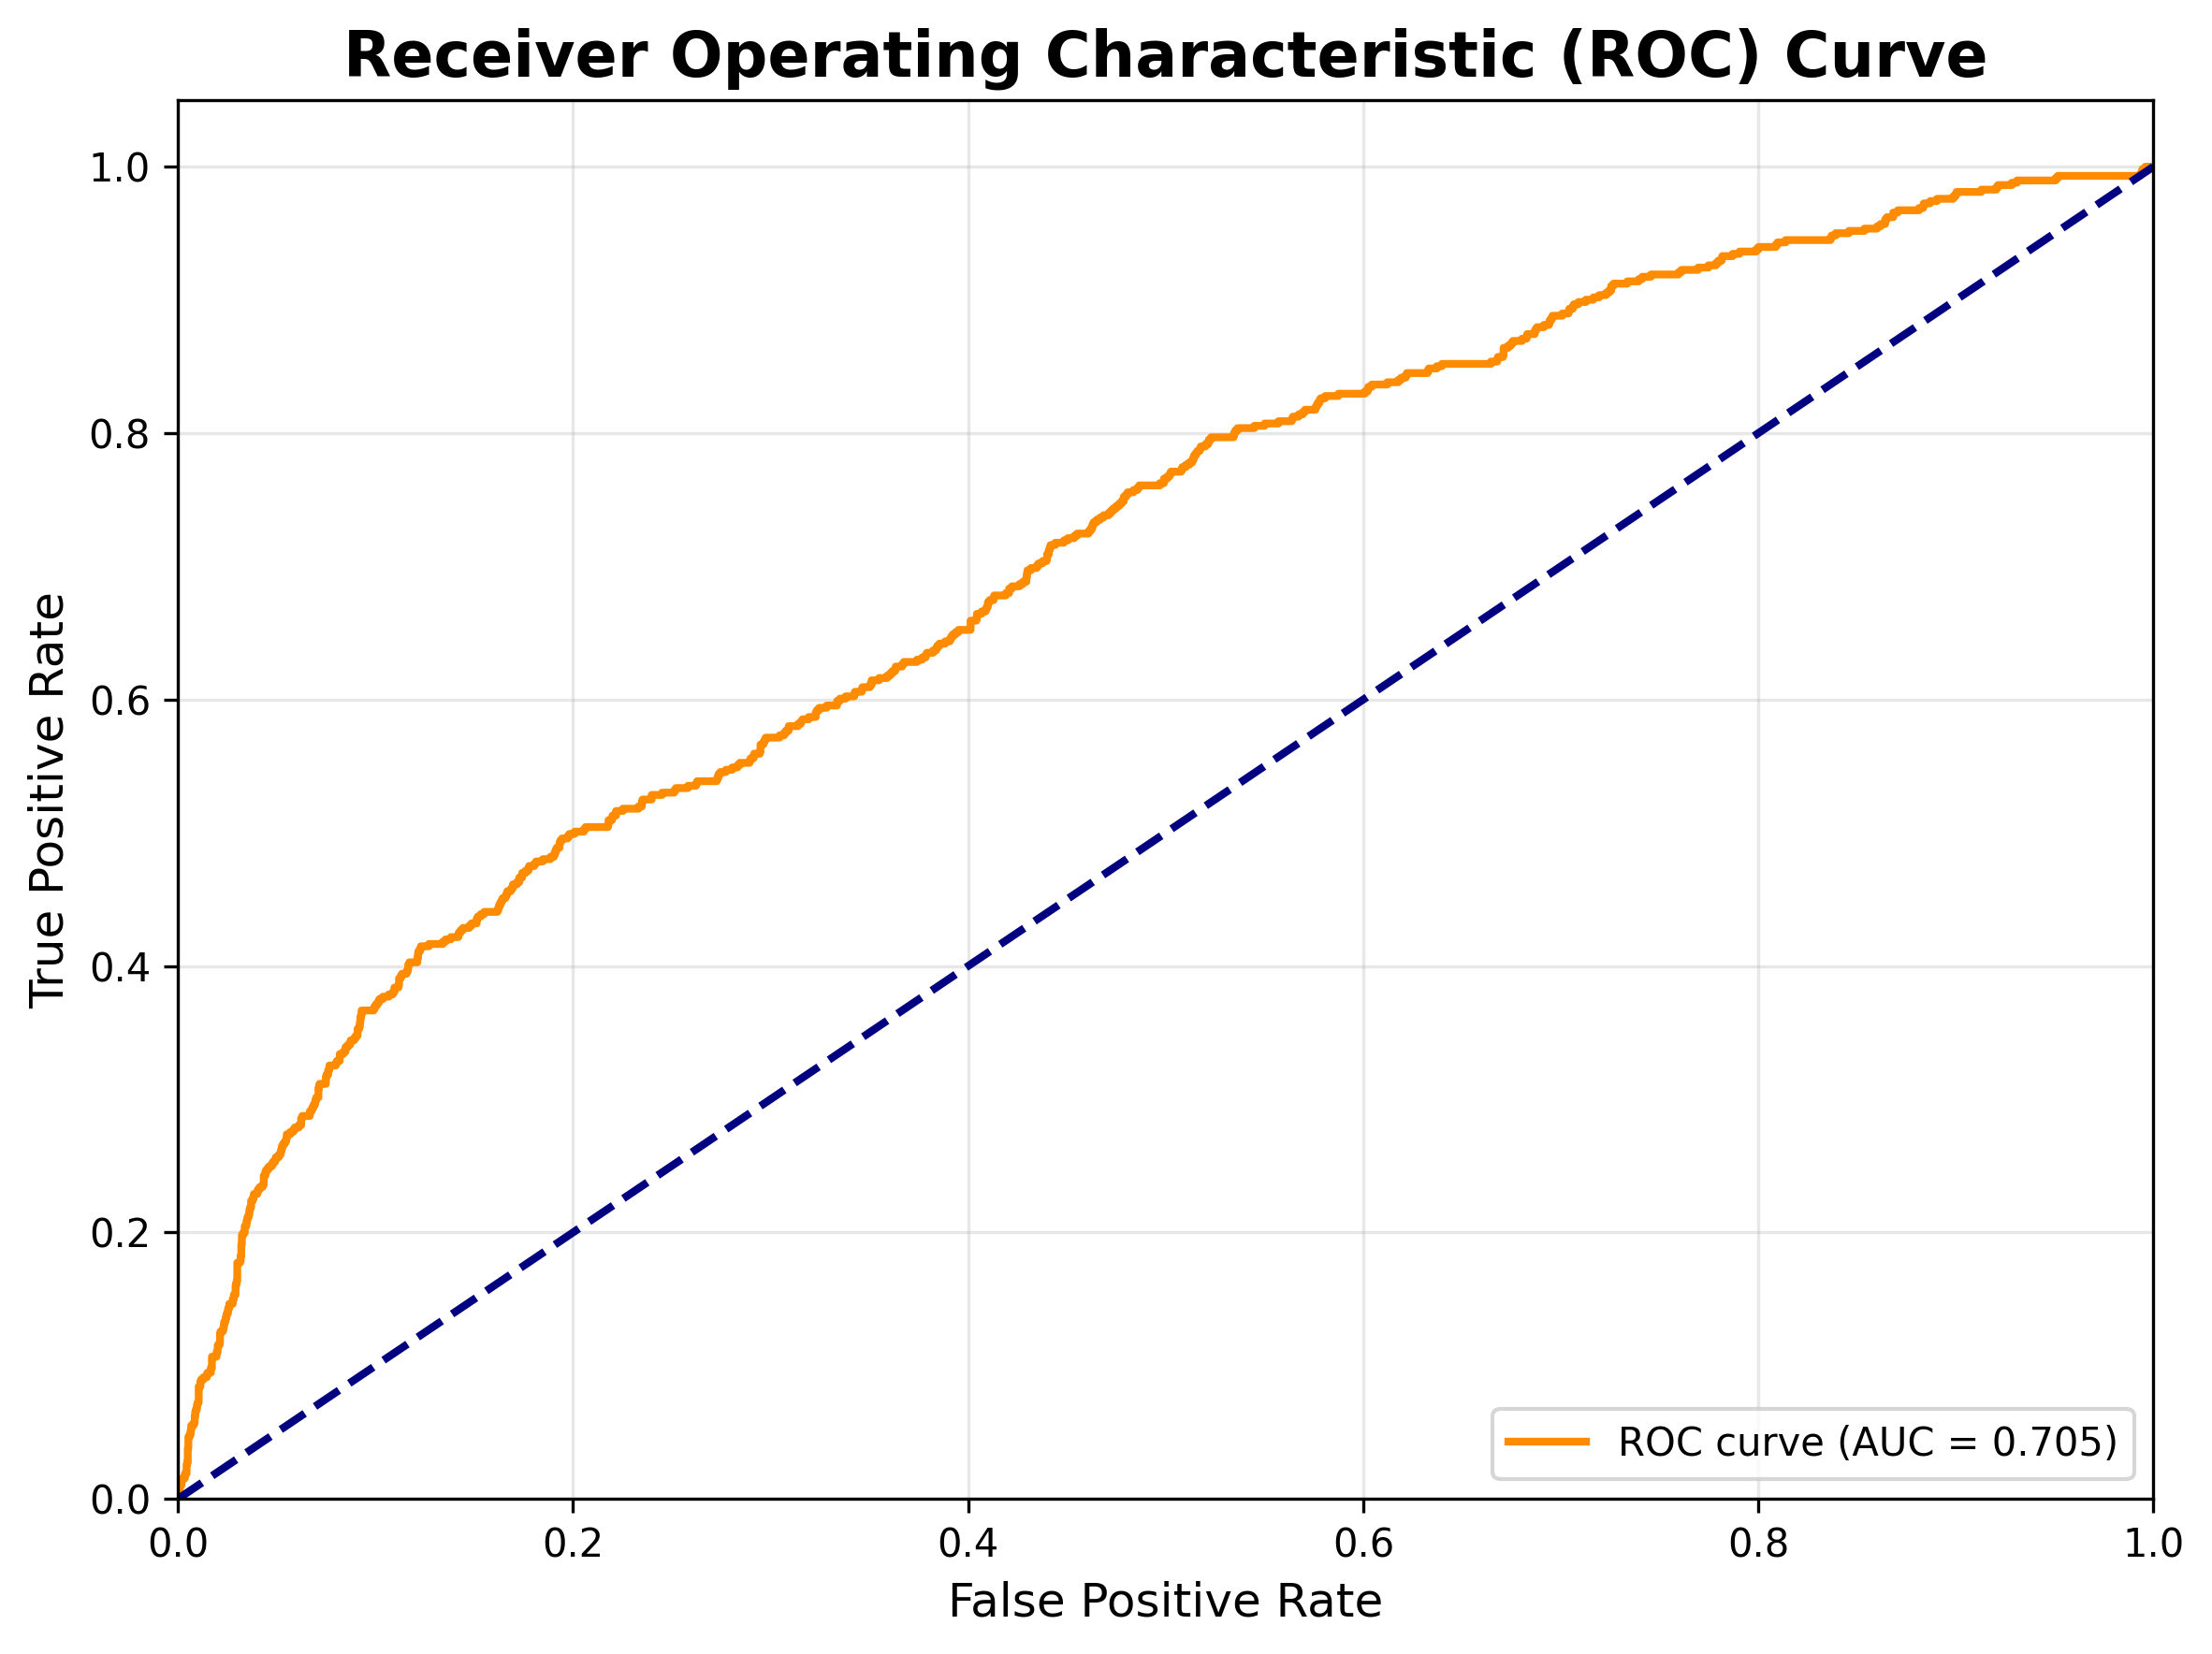 Receiver Operating Characteristic (ROC) Curve
1.0
0.8
0.6
0.4
0.2
0.0
True Positive Rate
ROC curve (AUC = 0.705)
0.0 0.2 0.4 0.6 0.8 1.0
False Positive Rate